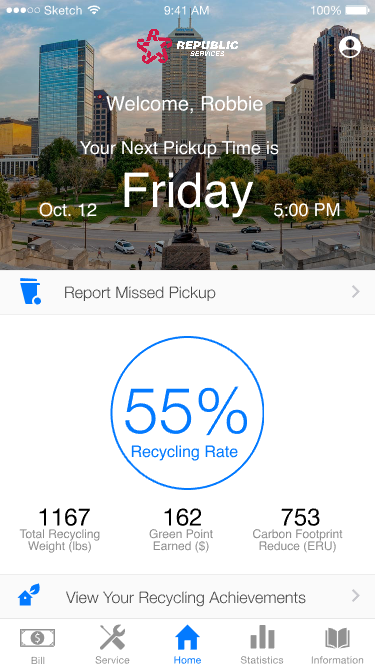 Sketch 9:41 AM 100%
REPUBLIC
SERVICES
Welcome, Robbie
Your Next Pickup Time is
Oct. 12 Friday 5:00 PM
Report Missed Pickup
55%
Recycling Rate
1167 162 753
Total Recycling Green Point Carbon Footprint
Weight (lbs) Earned ($) Reduce (ERU)
View Your Recycling Achievements
$
Bill Service Home Statistics Information